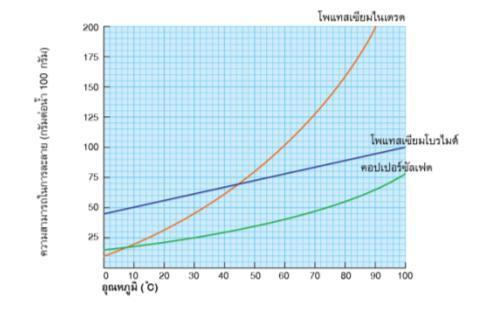 โพแทสเซียมไนเตรต
200
175
150
125
100
75
50
25
ความสามารถในการละลาย (กรัมต่อน้ำ 100 กรัม)
โพแทสเซียมโบรไมด์
คอปเปอร์ซัลเฟต
0 10 20 30 40 50 60 70 80 90 100
อุณหภูมิ (℃)